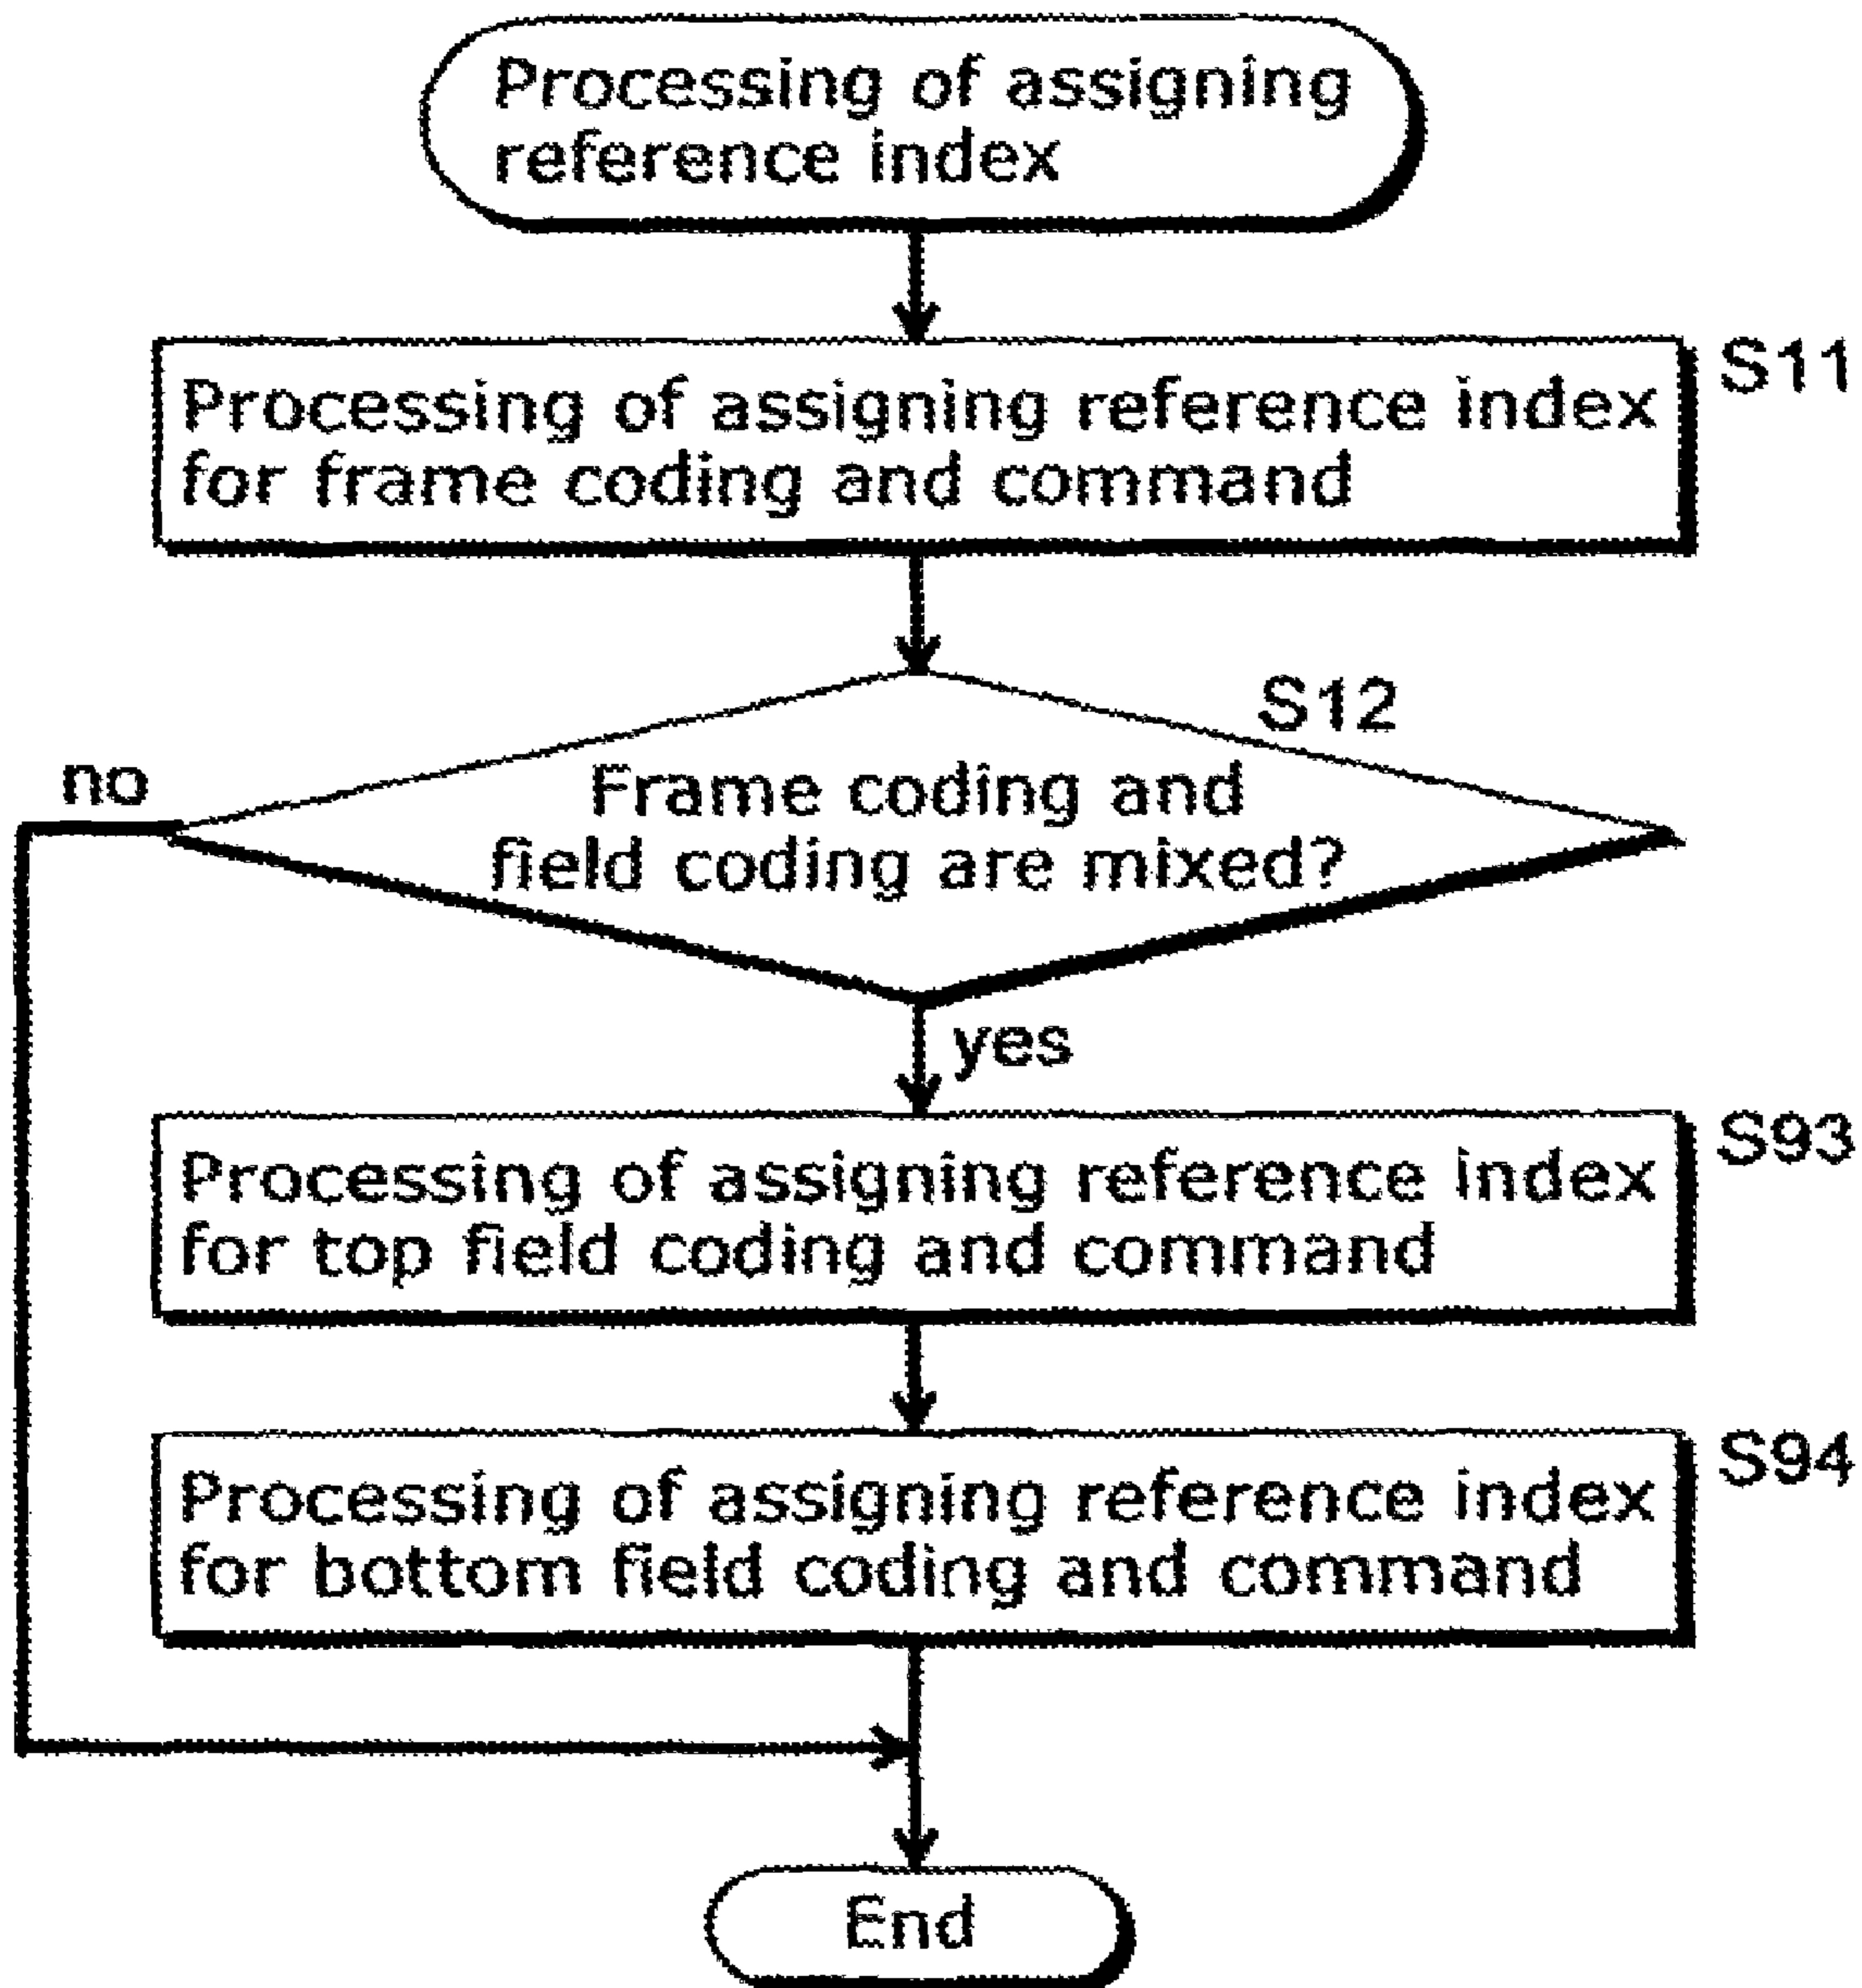 Processing of assigning
reference index
Processing of assigning reference index
for frame coding and command
S11
S12
Frame coding and
field coding are mixed?
no
yes
Processing of assigning reference index
for top field coding and command
S93
Processing of assigning reference index
for bottom field coding and command
S94
End